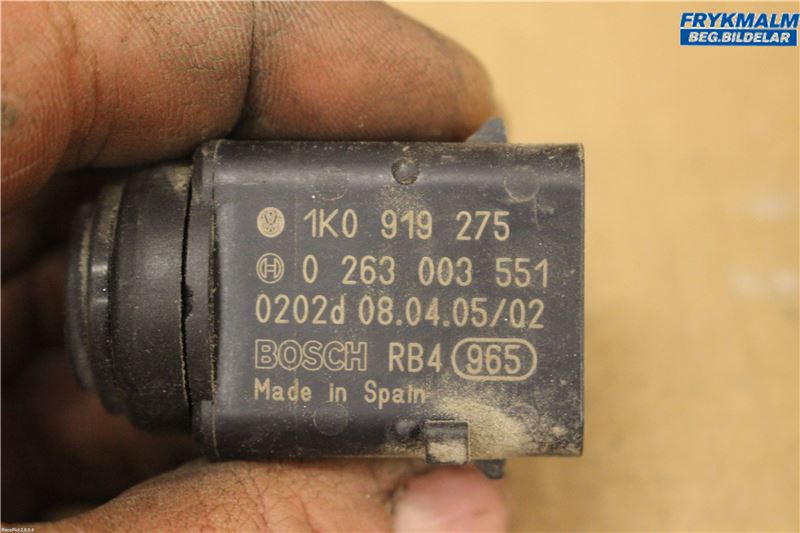 FRYKMALM
BEG.BILDELAR
1K0 919 275
0 263 003 551
0202d 08.04.05/02
BOSCH RB4 965
Made in Spain